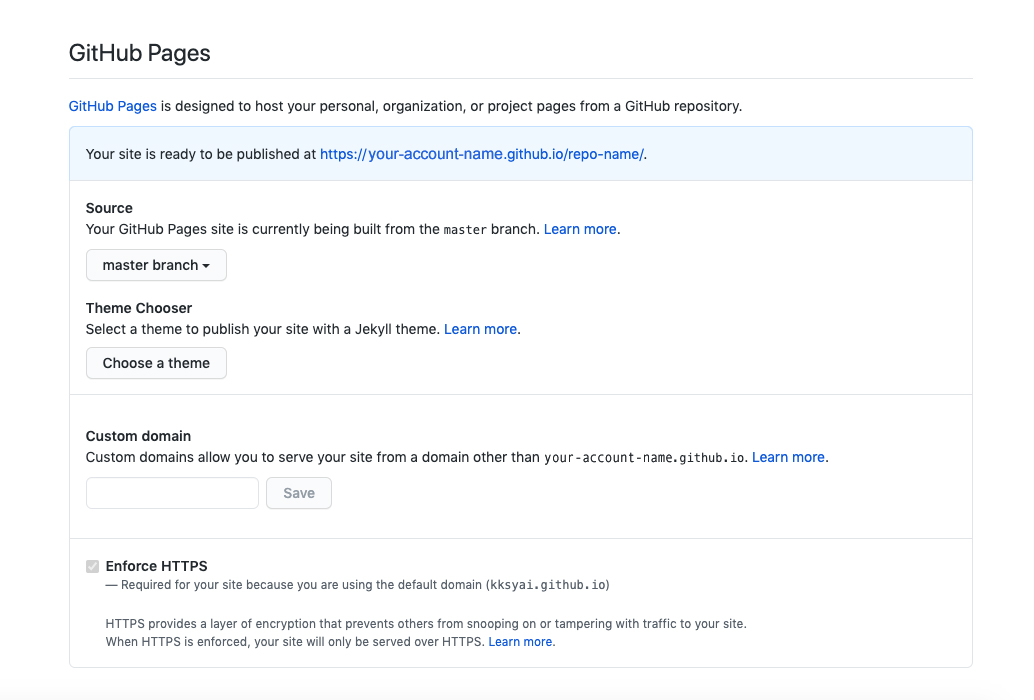 GitHub Pages
GitHub Pages is designed to host your personal, organization, or project pages from a GitHub repository.
Your site is ready to be published at https://your-account-name.github.io/repo-name/.
Source
Your GitHub Pages site is currently being built from the master branch. Learn more.
master branch
Theme Chooser
Select a theme to publish your site with a Jekyll theme. Learn more.
Choose a theme
Custom domain
Custom domains allow you to serve your site from a domain other than your-account-name.github.io. Learn more.
Save
Enforce HTTPS
— Required for your site because you are using the default domain (kksyai.github.io)
HTTPS provides a layer of encryption that prevents others from snooping on or tampering with traffic to your site.
When HTTPS is enforced, your site will only be served over HTTPS. Learn more.